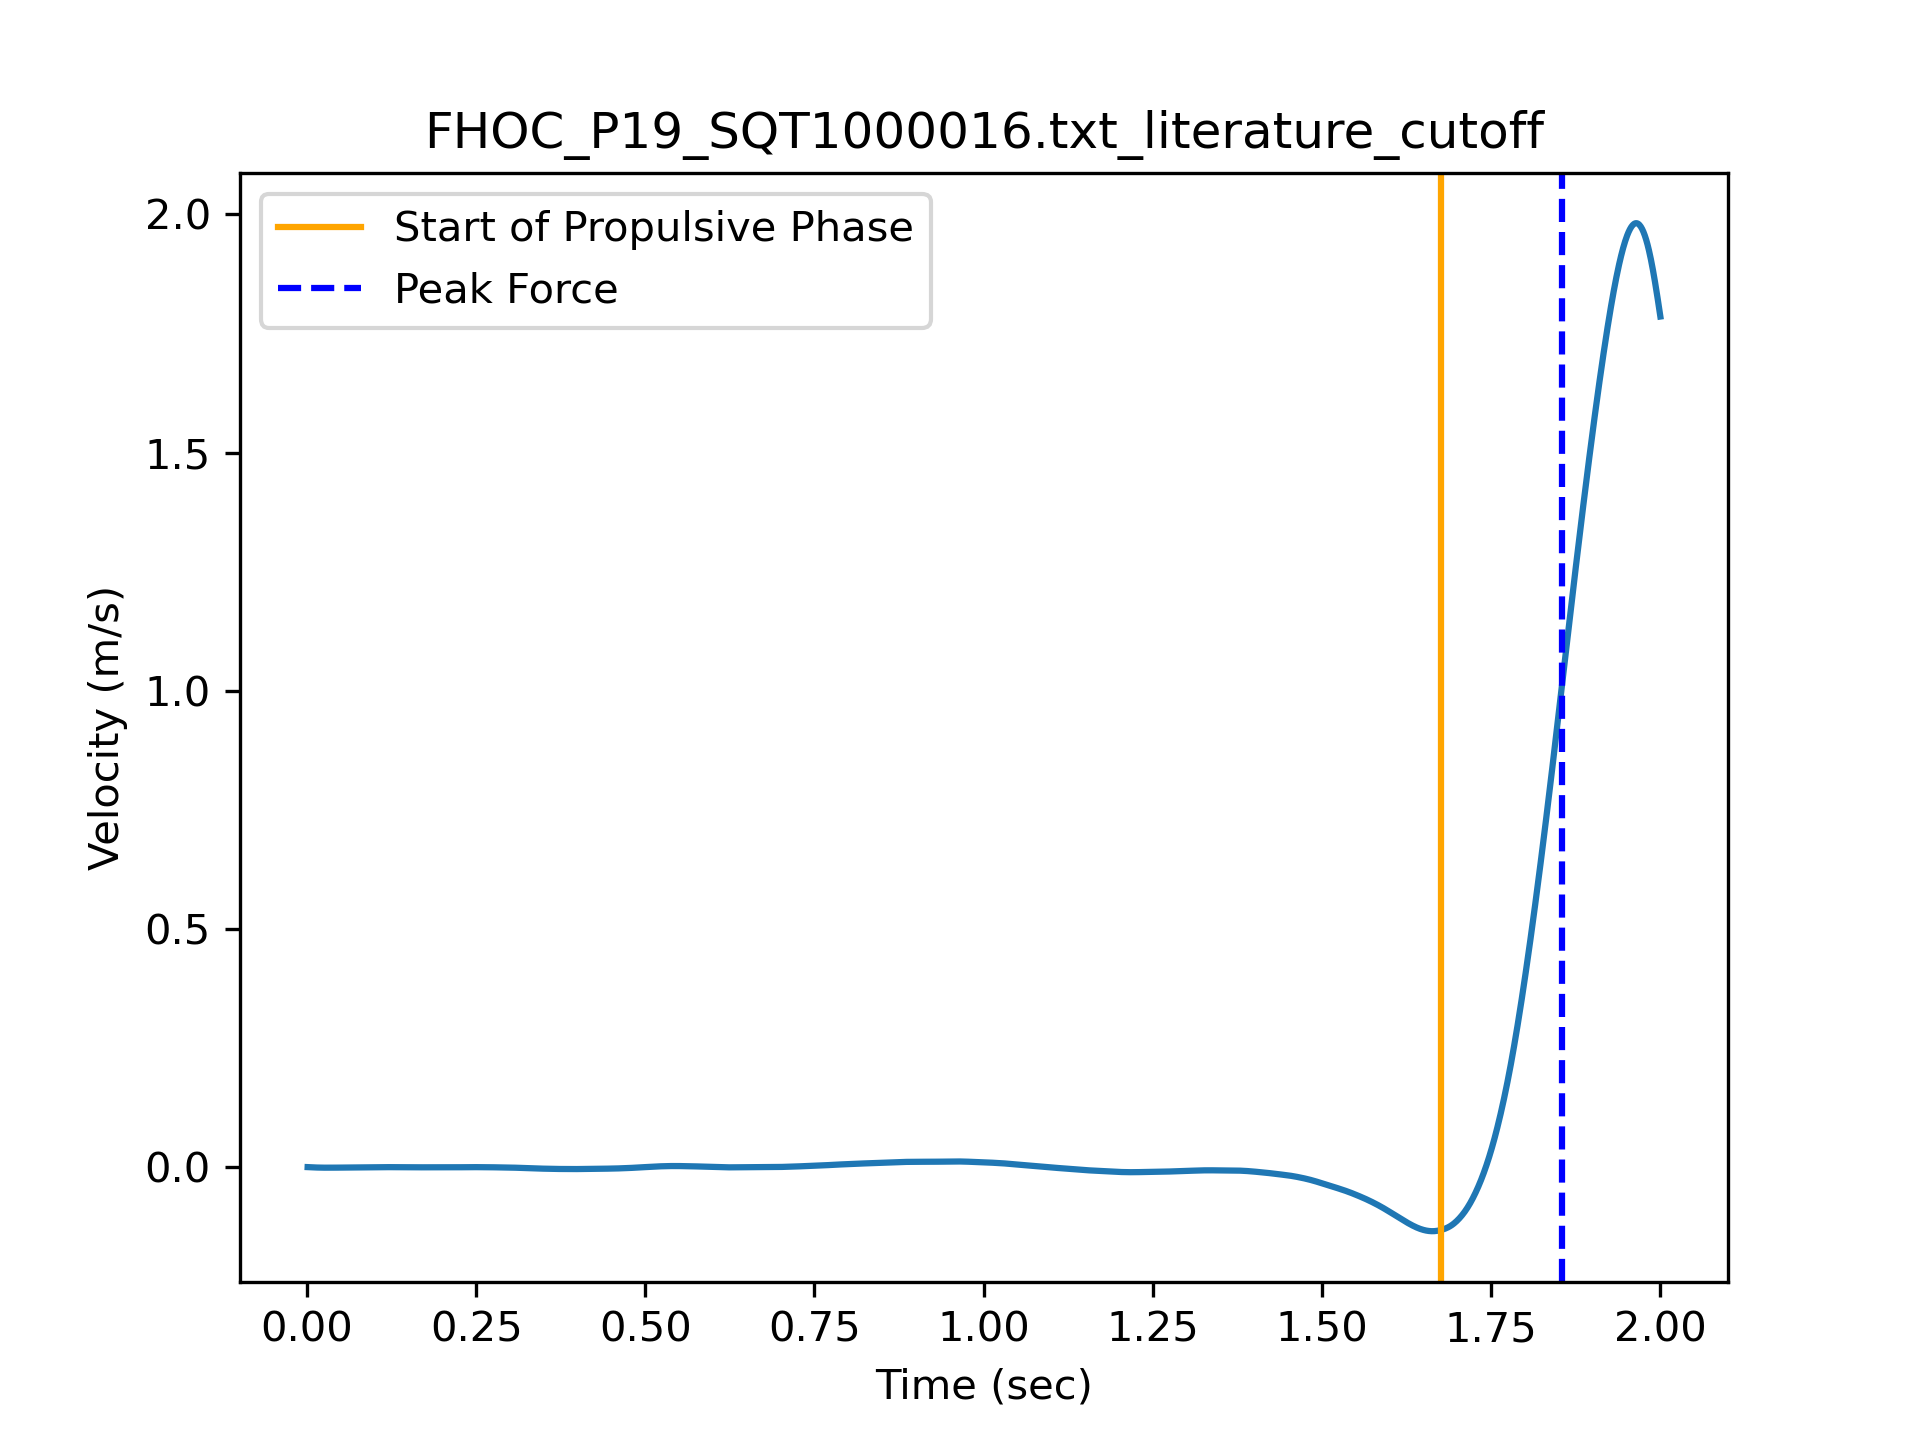 FHOC_P19_SQT1000016.txt_literature_cutoff
Start of Propulsive Phase
Peak Force
2.0
1.5
1.0
0.5
0.0
Velocity (m/s)
0.00 0.25 0.50 0.75 1.00 1.25 1.50 1.75 2.00
Time (sec)